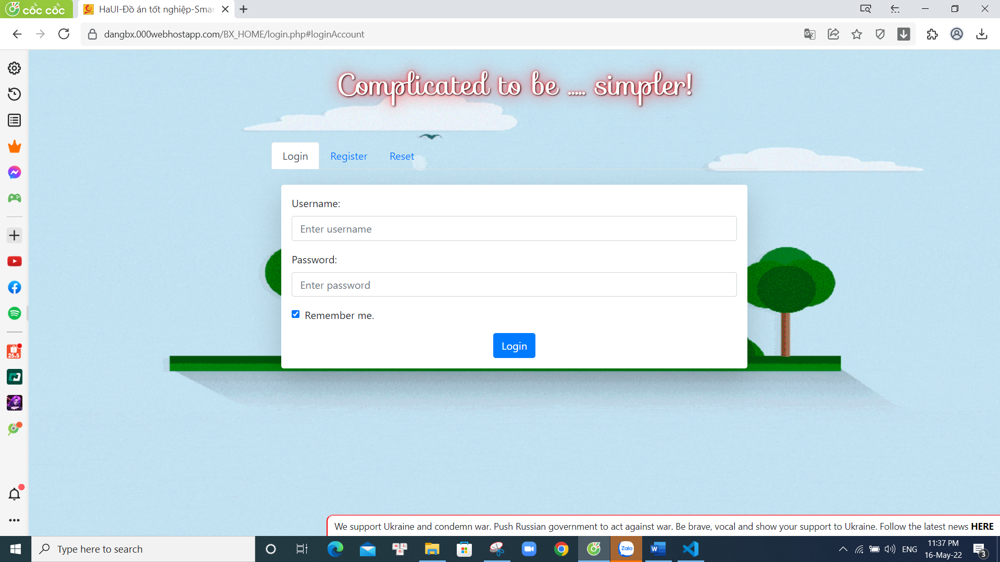 cốc cốc
HaUI-Đồ án tốt nghiệp-Smar
dangbx.000webhostapp.com/BX_HOME/login.php#loginAccount
Complicated to be ..... simpler!
Login Register Reset
Username:
Enter username
Password:
Enter password
Remember me.
Login
25.5
We support Ukraine and condemn war. Push Russian government to act against war. Be brave, vocal and show your support to Ukraine. Follow the latest news HERE
Type here to search
Zalo
W
ENG
11:37 PM
16-May-22
3